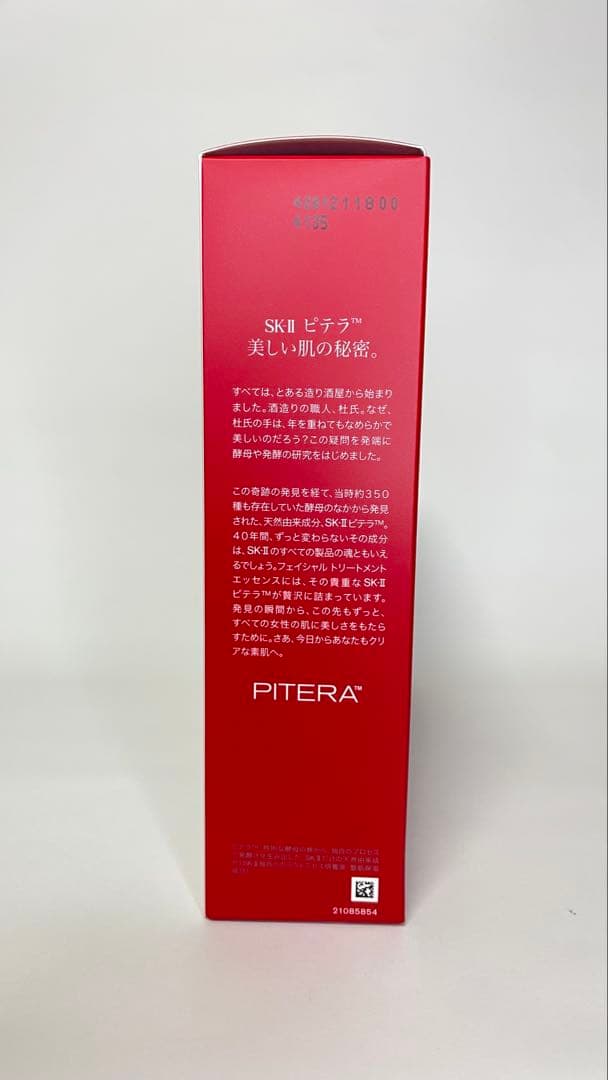 211800
SK-II ピテラ™
美しい肌の秘密。
すべては、とある造り酒屋から始まり
ました。酒造りの職人、杜氏。なぜ、
杜氏の手は、年を重ねてもなめらかで
美しいのだろう?この疑問を発端に
酵母や発酵の研究をはじめました。
この奇跡の発見を経て、当時約350
種も存在していた酵母のなかから発見
された、天然由来成分、SK-IIピテラ™。
40年間、ずっと変わらないその成分
は、SK-IIのすべての製品の魂ともいえ
るでしょう。フェイシャル トリートメント
エッセンスには、その貴重なSK-II
ピテラ™が贅沢に詰まっています。
発見の瞬間から、この先もずっと、
すべての女性の肌に美しさをもたら
すために。さあ、今日からあなたもクリ
アな素肌へ。
PITERA™
21085854